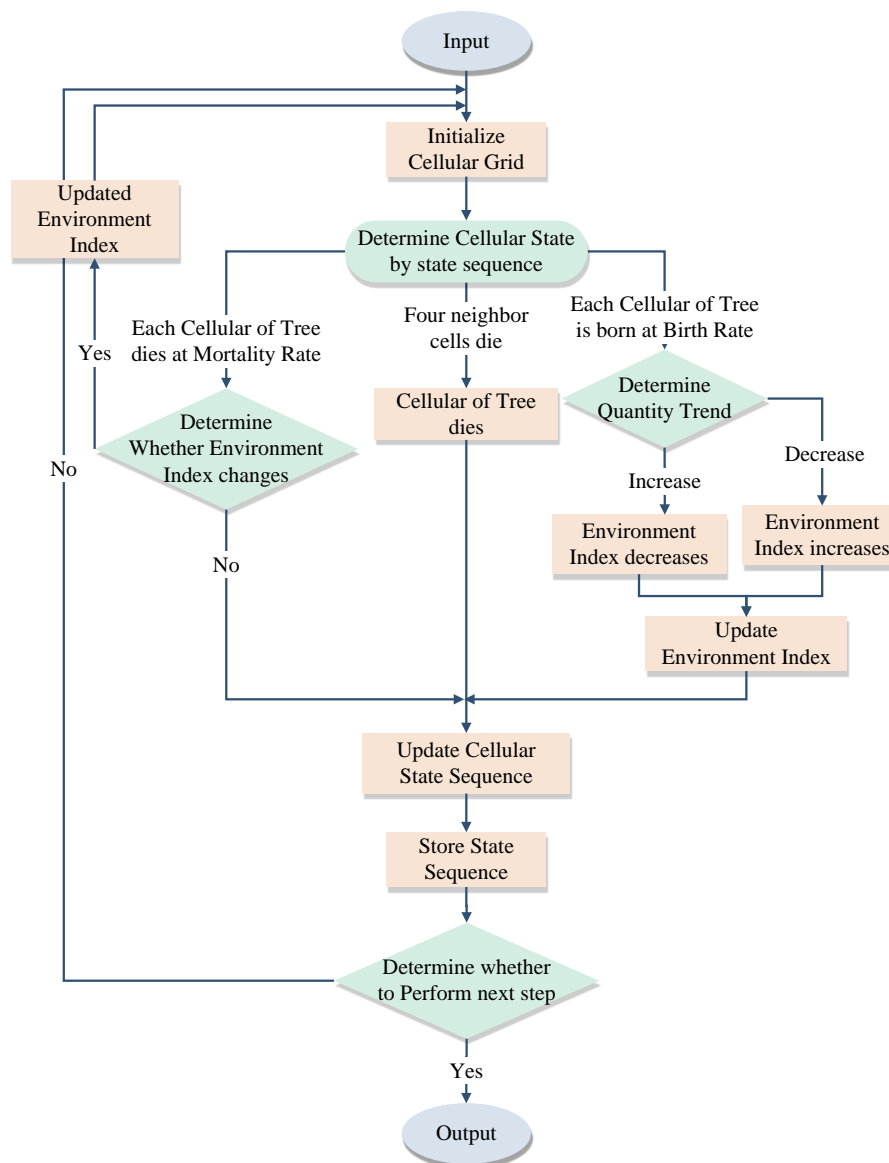 Input
Initialize
Cellular Grid
Updated
Environment
Index
Determine Cellular State
by state sequence
Each Cellular of Tree
dies at Mortality Rate
Four neighbor
cells die
Each Cellular of Tree
is born at Birth Rate
Yes
Determine
Whether Environment
Index changes
Cellular of Tree
dies
Determine
Quantity Trend
No
Decrease
Increase
Environment
Index decreases
Environment
Index increases
No
Update
Environment Index
Update Cellular
State Sequence
Store State
Sequence
Determine whether
to Perform next step
Yes
Output